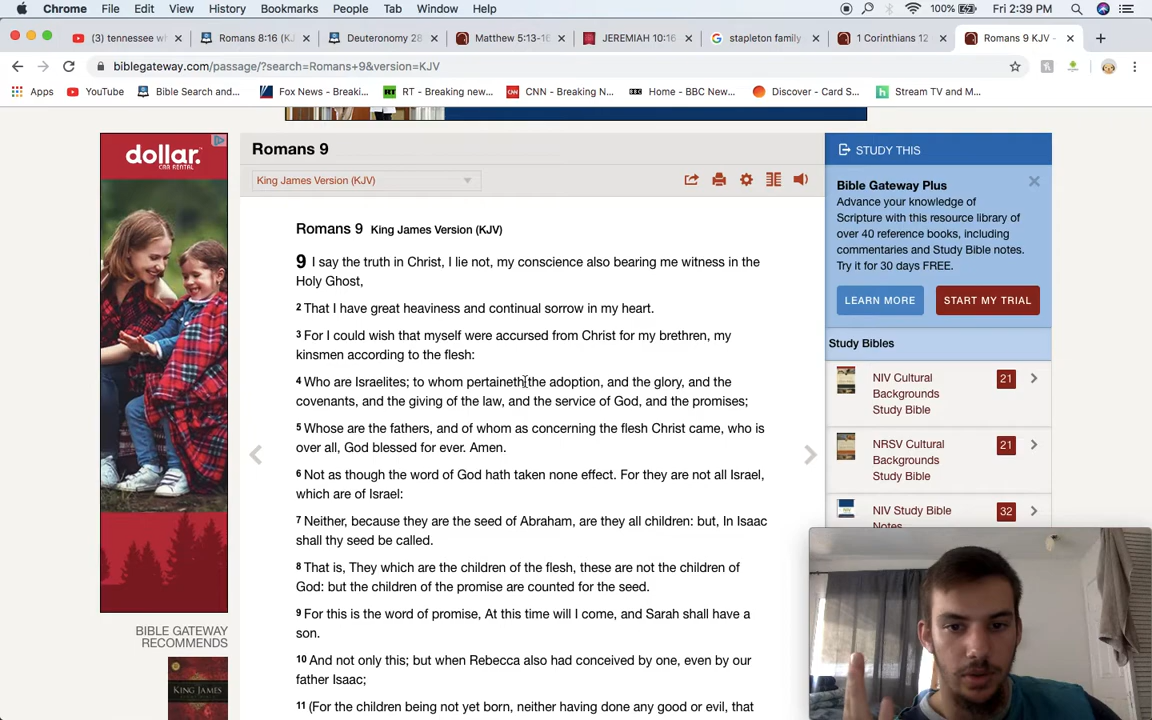 Chrome File Edit View History Bookmarks People Tab Window Help 100% Fri 2:39 PM
(3) tennessee w Romans 8:16 (KJ Deuteronomy 28 Matthew 5:13-16 JEREMIAH 10:16 stapleton family 1 Corinthians 12 Romans 9 KJV -
biblegateway.com/passage/?search=Romans+9&version=KJV
Apps YouTube Bible Search and... Fox News - Breaki... RT - Breaking new... CNN - Breaking N... Home - BBC New... Discover - Card S... Stream TV and M...
dollar.
CAR RENTAL
Romans 9
King James Version (KJV)
Romans 9 King James Version (KJV)
9 I say the truth in Christ, I lie not, my conscience also bearing me witness in the
Holy Ghost,
2 That I have great heaviness and continual sorrow in my heart.
3 For I could wish that myself were accursed from Christ for my brethren, my
kinsmen according to the flesh:
4 Who are Israelites; to whom pertaineth the adoption, and the glory, and the
covenants, and the giving of the law, and the service of God, and the promises;
5 Whose are the fathers, and of whom as concerning the flesh Christ came, who is
over all, God blessed for ever. Amen.
6 Not as though the word of God hath taken none effect. For they are not all Israel,
which are of Israel:
7 Neither, because they are the seed of Abraham, are they all children: but, In Isaac
shall thy seed be called.
8 That is, They which are the children of the flesh, these are not the children of
God: but the children of the promise are counted for the seed.
9 For this is the word of promise, At this time will I come, and Sarah shall have a
son.
10 And not only this; but when Rebecca also had conceived by one, even by our
father Isaac;
11 (For the children being not yet born, neither having done any good or evil, that
STUDY THIS
Bible Gateway Plus
Advance your knowledge of
Scripture with this resource library of
over 40 reference books, including
commentaries and Study Bible notes.
Try it for 30 days FREE.
LEARN MORE START MY TRIAL
Study Bibles
NIV Cultural
Backgrounds
Study Bible
21
NRSV Cultural
Backgrounds
Study Bible
21
NIV Study Bible
Notes
32
BIBLE GATEWAY
RECOMMENDS
KING JAMES